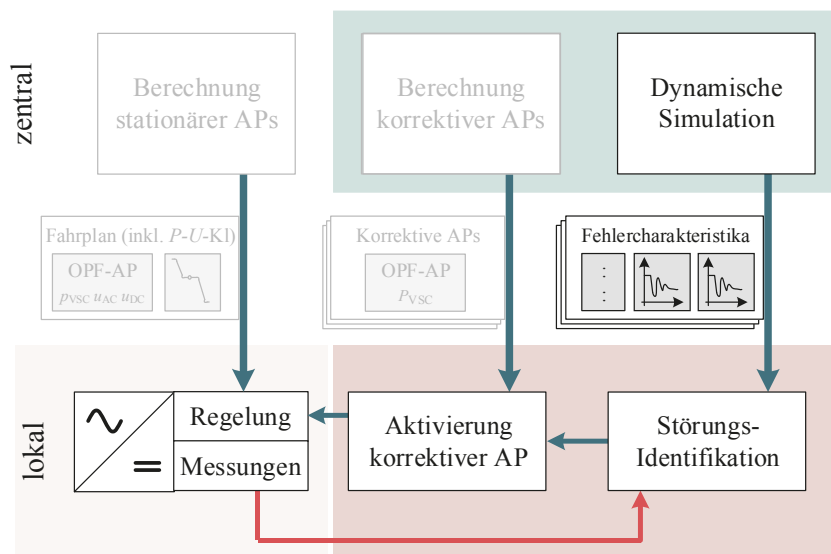 zentral
Berechnung
stationärer APs
Berechnung
korrektiver APs
Dynamische
Simulation
Fahrplan (inkl. P-U-Kl)
OPF-AP
pVSC uAC uDC
Korrektive APs
OPF-AP
PVSC
Fehlercharakteristika
lokal
Regelung
Messungen
Aktivierung
korrektiver AP
Störungs-
Identifikation